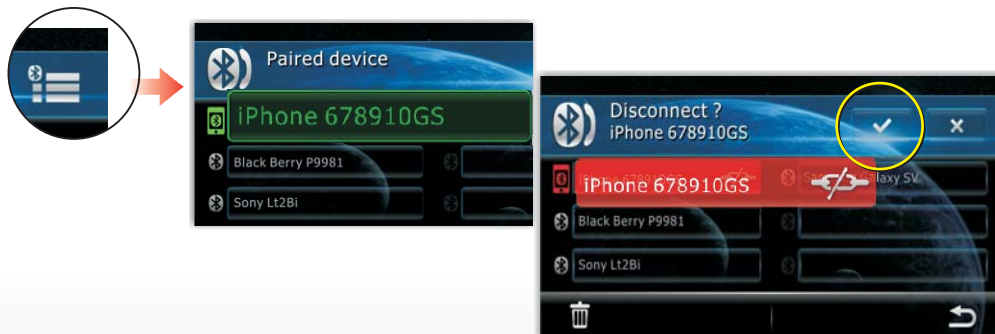 Paired device
iPhone 678910GS
Black Berry P9981
Sony Lt2Bi
Disconnect ?
iPhone 678910GS
iPhone 678910GS
Galaxy SV
Black Berry P9981
Sony Lt2Bi